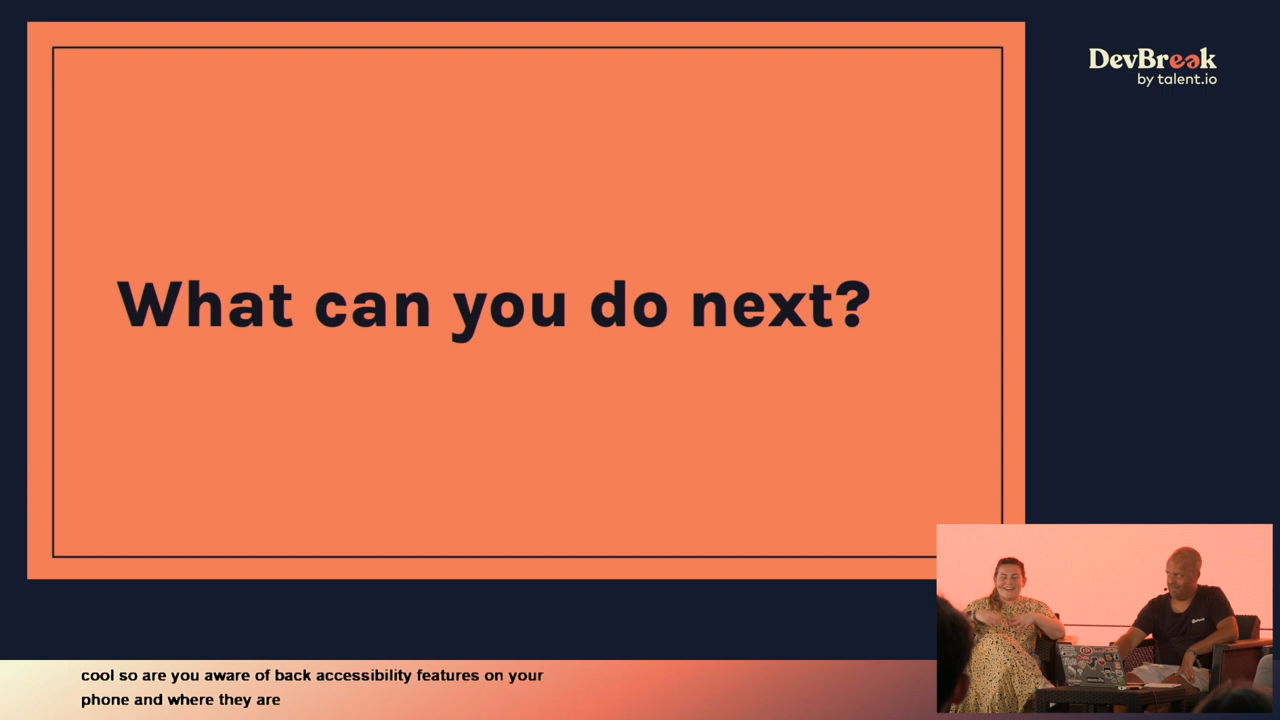 DevBreak
by talent.io
What can you do next?
cool so are you aware of back accessibility features on your
phone and where they are